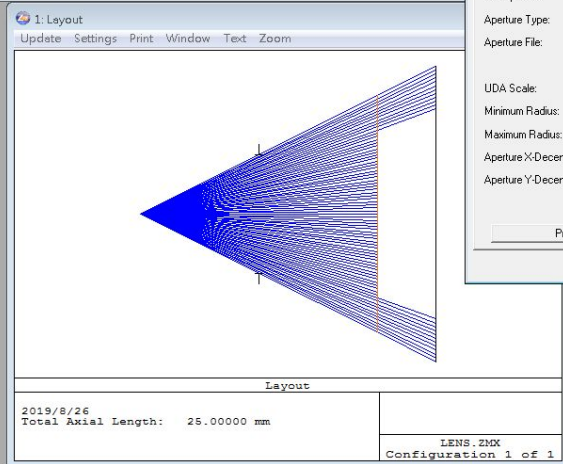 1: Layout
Update Settings Print Window Text Zoom
Aperture Type:
Aperture File:
UDA Scale:
Minimum Radius:
Maximum Radius:
Aperture X-Decen
Aperture Y-Decen
Layout
2019/8/26
Total Axial Length: 25.00000 mm
LENS.ZMX
Configuration 1 of 1